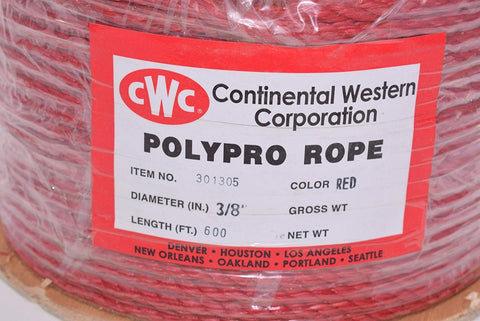 CWC®
Continental Western
Corporation
POLYPRO ROPE
ITEM NO. 301305 COLOR RED
DIAMETER (IN.) 3/8" GROSS WT
LENGTH (FT.) 600 NET WT
DENVER • HOUSTON • LOS ANGELES
NEW ORLEANS • OAKLAND • PORTLAND • SEATTLE